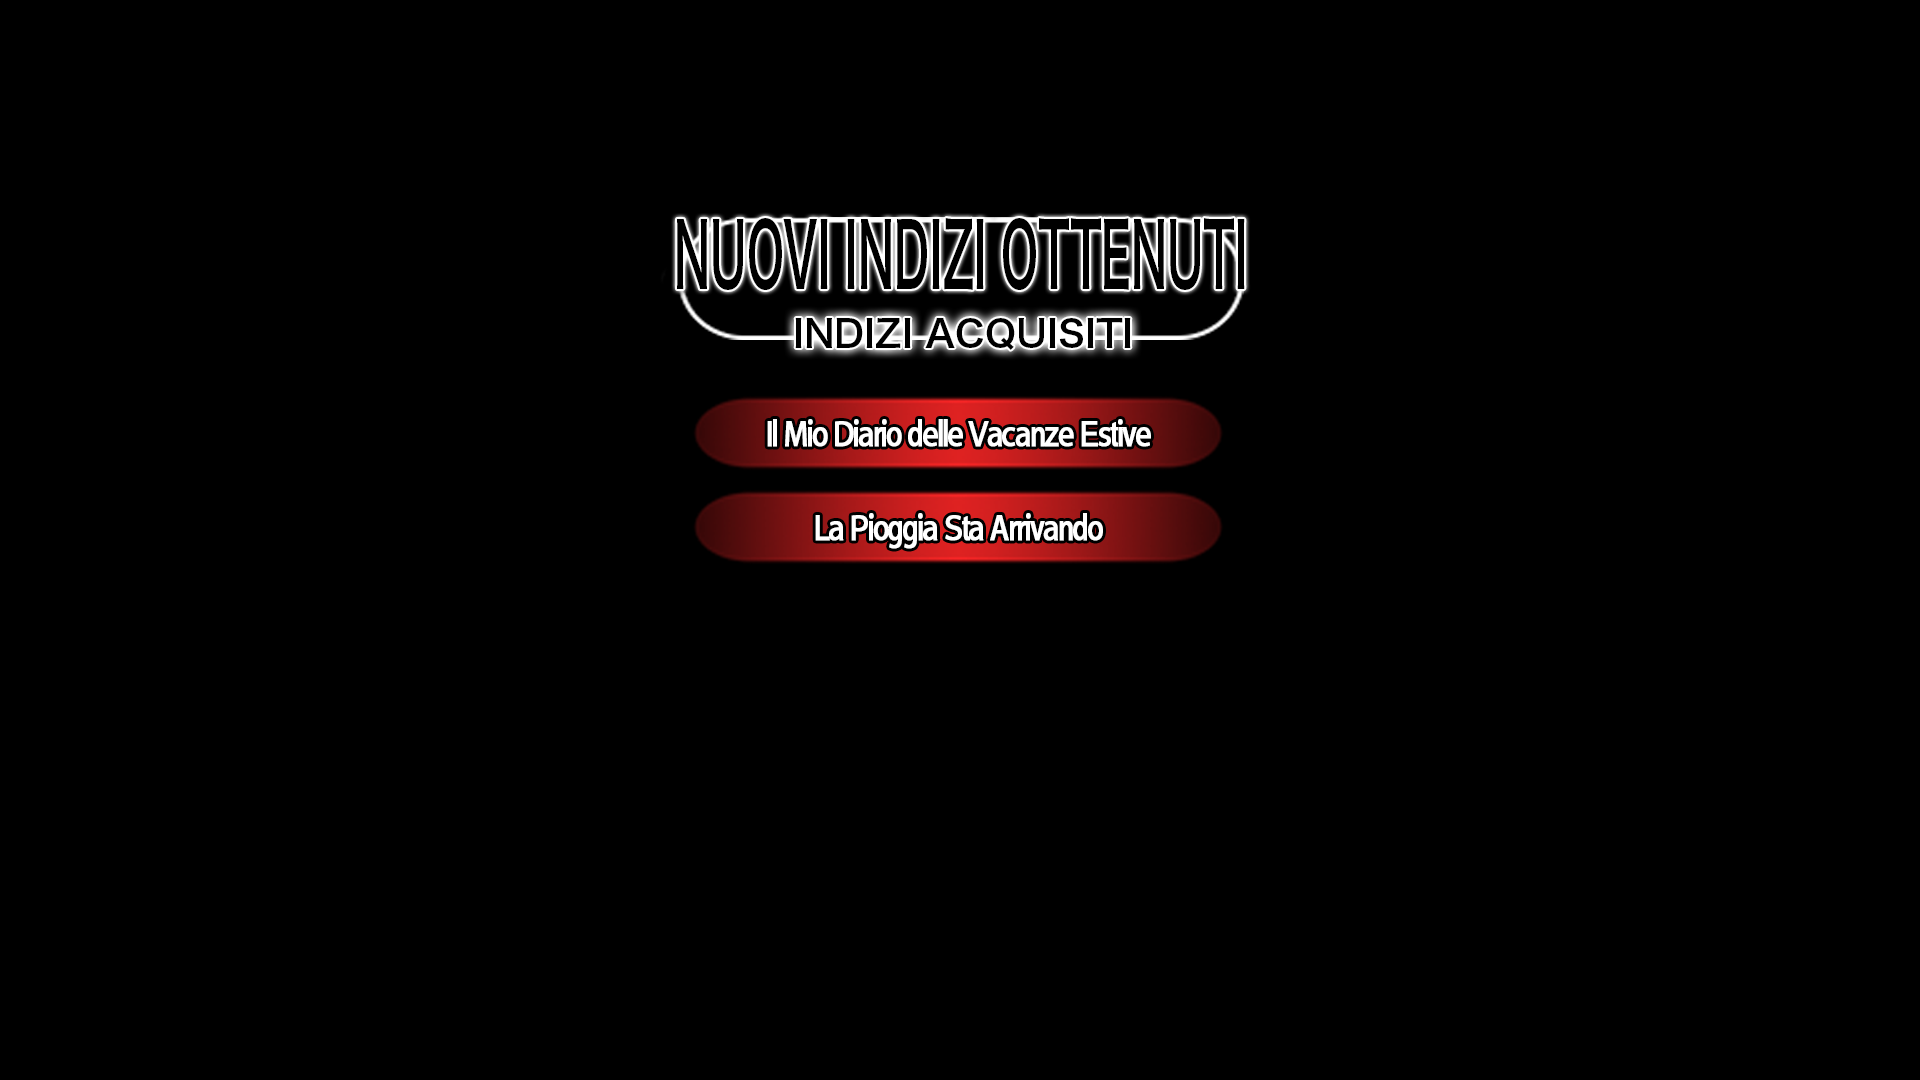 NUOVI INDIZI OTTENUTI
INDIZI ACQUISITI
Il Mio Diario delle Vacanze Estive
La Pioggia Sta Arrivando